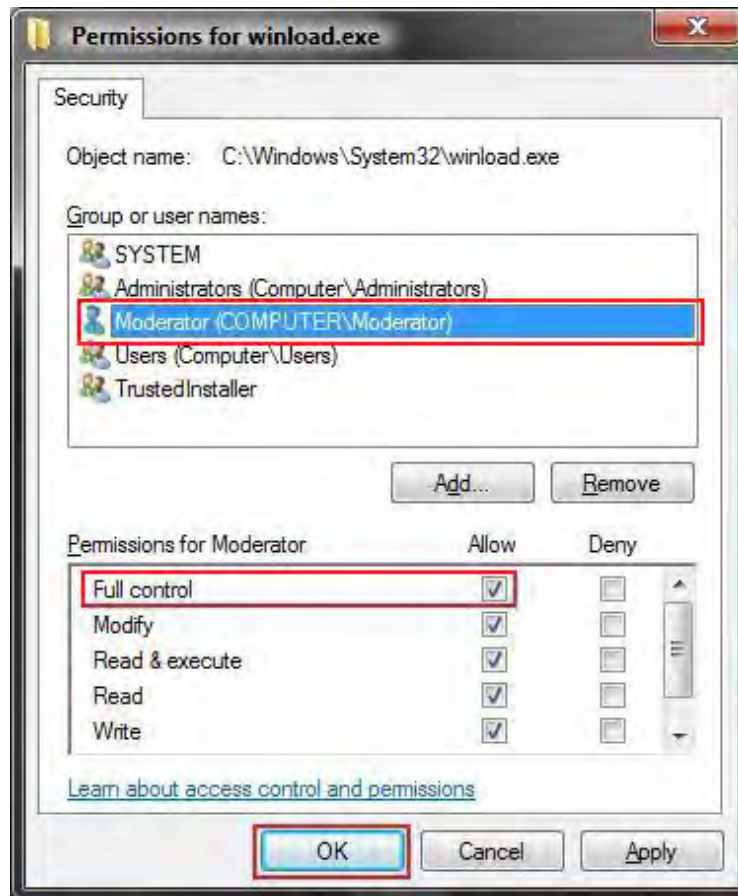 Permissions for winload.exe
Security
Object name: C:\Windows\System32\winload.exe
Group or user names:
SYSTEM
Administrators (Computer\Administrators)
Moderator (COMPUTER\Moderator)
Users (Computer\Users)
TrustedInstaller
Add... Remove
Permissions for Moderator Allow Deny
Full control
Modify
Read & execute
Read
Write
Learn about access control and permissions
OK Cancel Apply